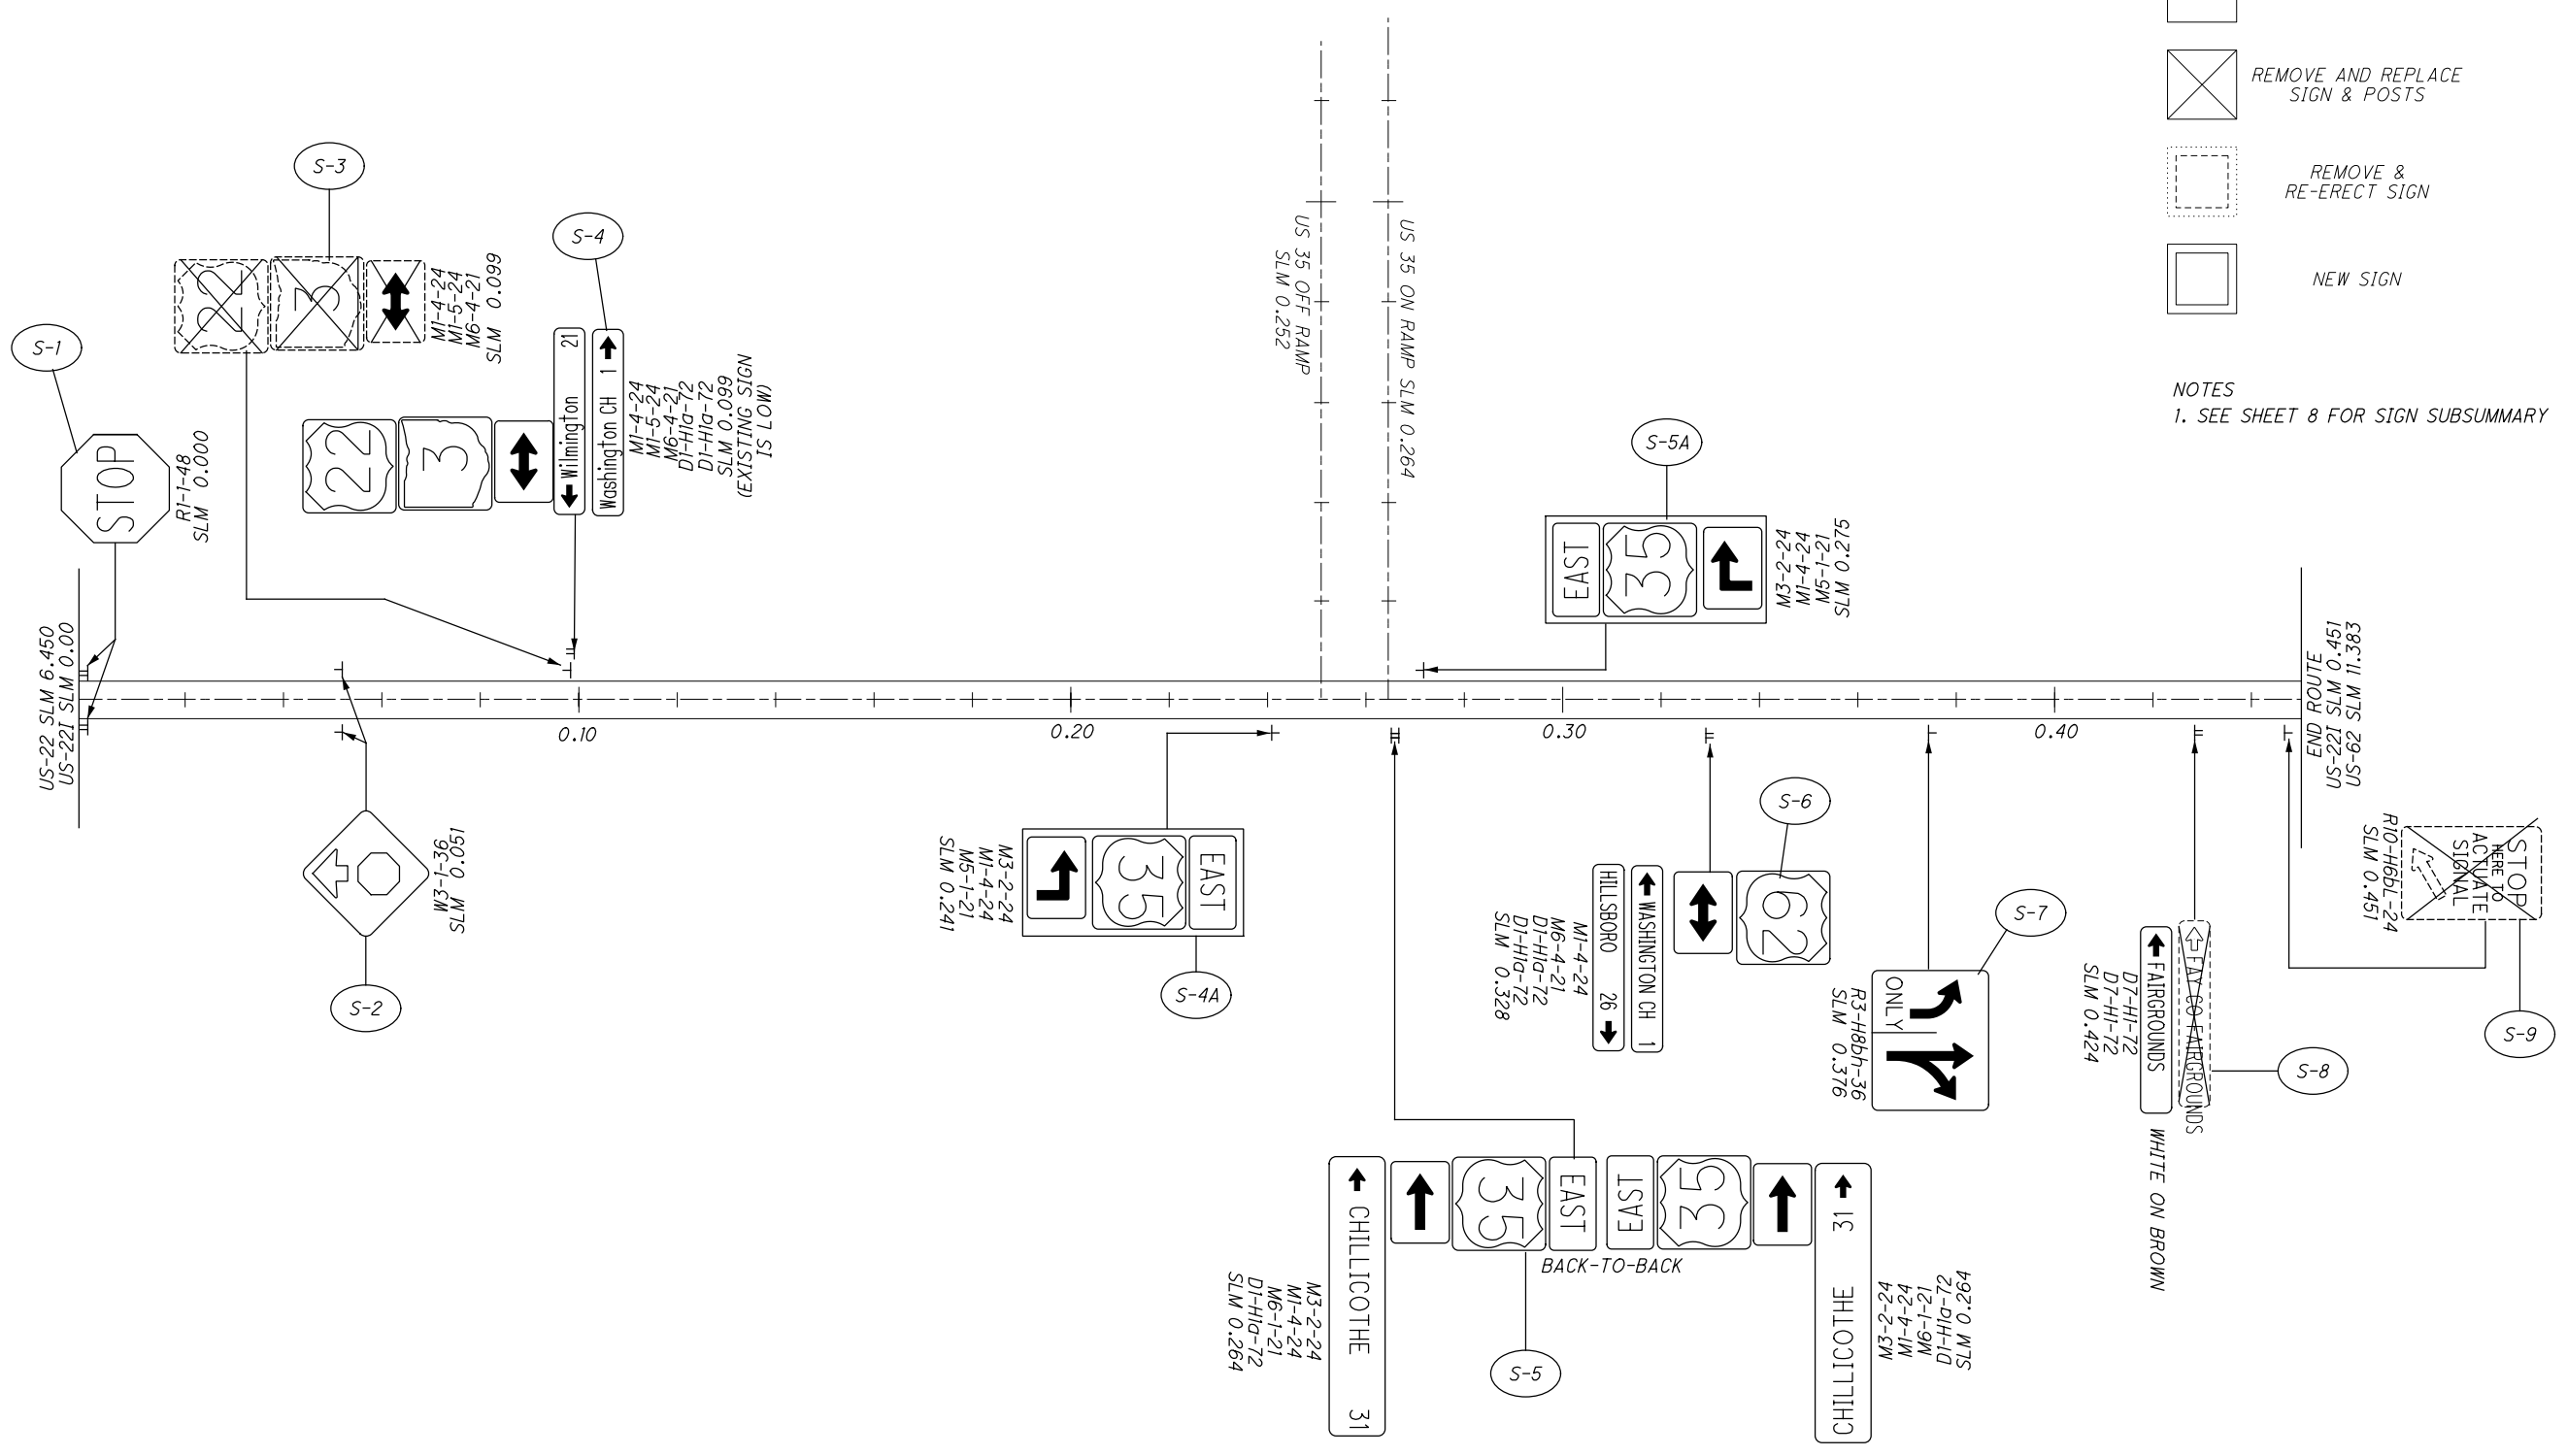 REMOVE AND REPLACE
SIGN & POSTS
REMOVE &
RE-ERECT SIGN
NEW SIGN
NOTES
1. SEE SHEET 8 FOR SIGN SUBSUMMARY
S-1
STOP
R1-1-48
SLM 0.000
S-3
22
3
M1-4-24
M1-5-24
M6-4-21
SLM 0.099
S-4
22
3
Wilmington 21
Washington CH 1
M1-4-24
M1-5-24
M6-4-21
D1-H1a-72
D1-H1a-72
SLM 0.099
(EXISTING SIGN
IS LOW)
US 35 OFF RAMP
SLM 0.252
US 35 ON RAMP SLM 0.264
S-5A
EAST
35
M3-2-24
M1-4-24
M5-1-21
SLM 0.275
US-22 SLM 6.450
US-22I SLM 0.00
0.10
0.20
0.30
0.40
END ROUTE
US-22I SLM 0.451
US-62 SLM 11.383
W3-1-36
SLM 0.051
S-2
EAST
35
M3-2-24
M1-4-24
M5-1-21
SLM 0.241
S-4A
S-6
62
WASHINGTON CH 1
HILLSBORO 26
M1-4-24
M6-4-21
D1-H1a-72
D1-H1a-72
SLM 0.328
S-7
ONLY
R3-H8bh-36
SLM 0.376
FAY CO FAIRGROUNDS
FAIRGROUNDS
D7-H1-72
D7-H1-72
SLM 0.424
WHITE ON BROWN
S-8
STOP
HERE TO
ACTUATE
SIGNAL
R10-H6bL-24
SLM 0.451
S-9
EAST
35
CHILLICOTHE 31
M3-2-24
M1-4-24
M6-1-21
D1-H1a-72
SLM 0.264
BACK-TO-BACK
EAST
35
CHILLICOTHE 31
M3-2-24
M1-4-24
M6-1-21
D1-H1a-72
SLM 0.264
S-5